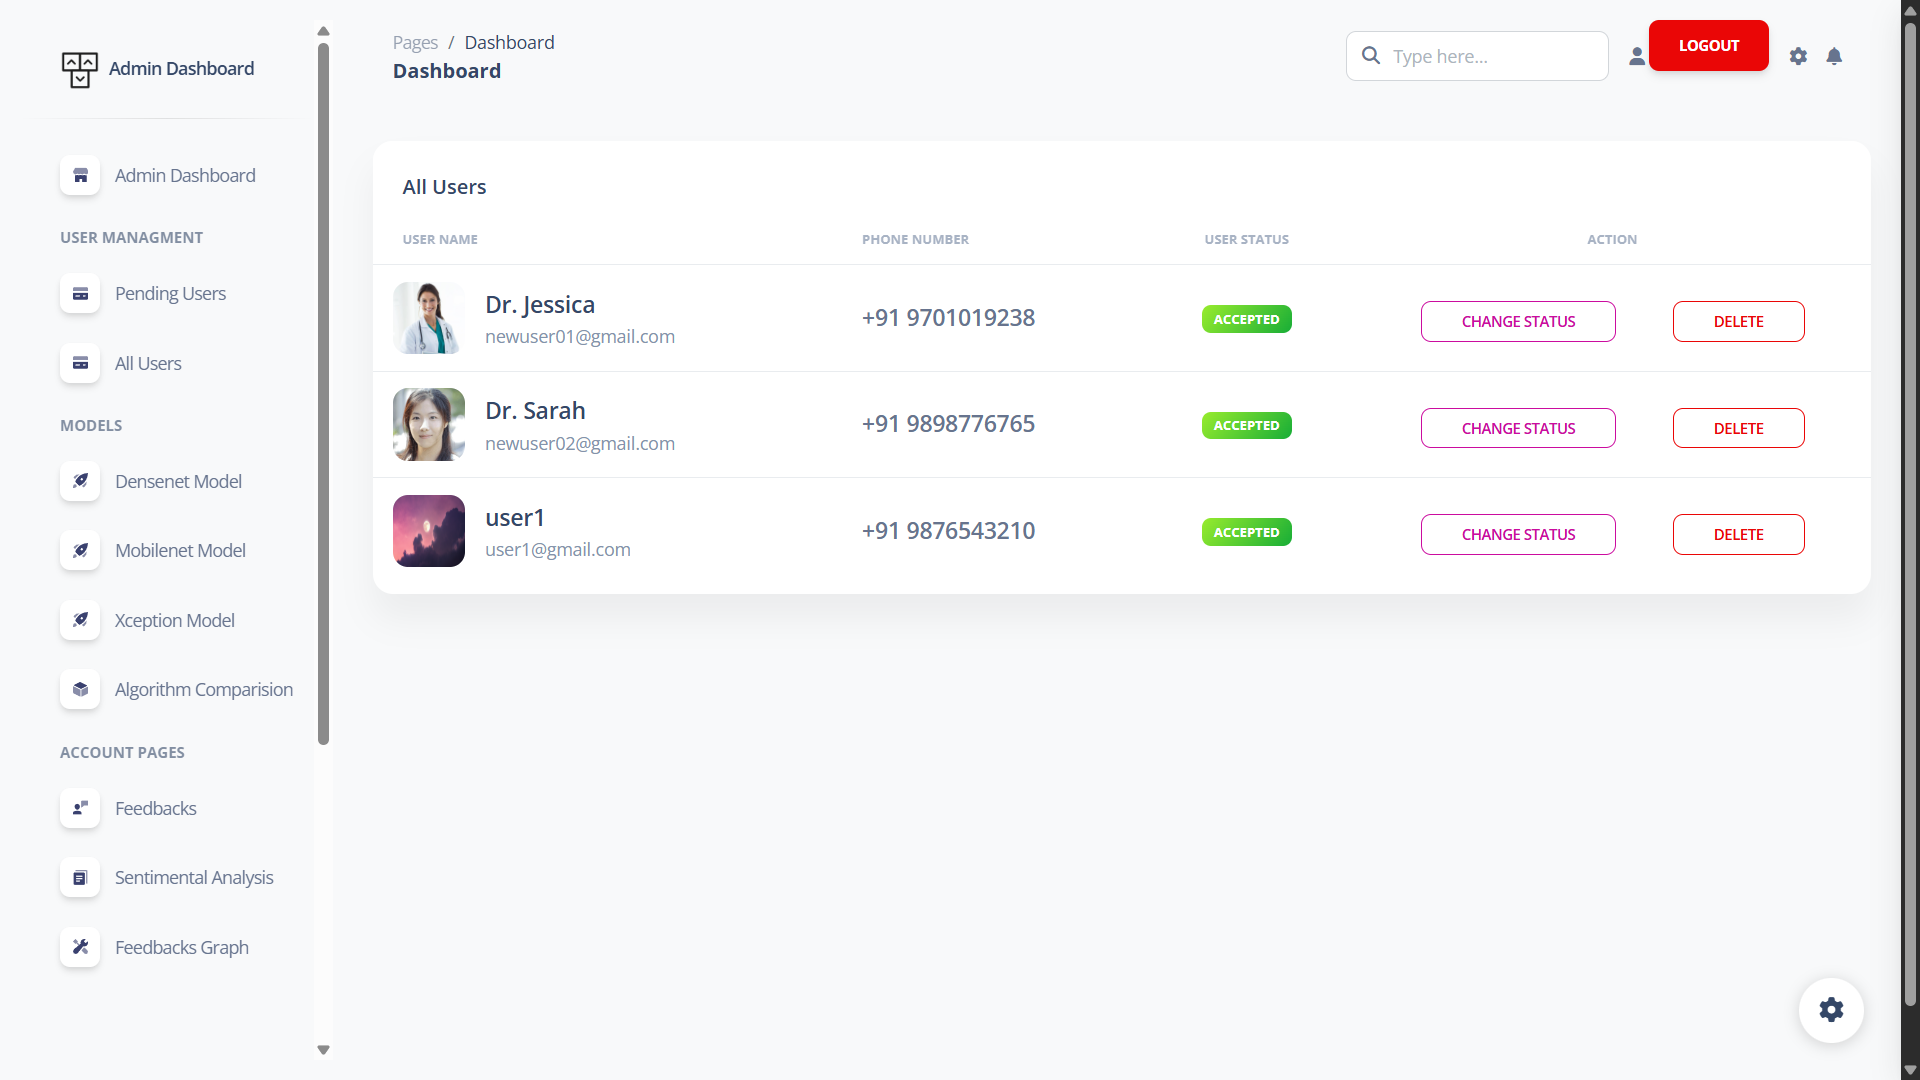 Admin Dashboard
Admin Dashboard
USER MANAGMENT
Pending Users
All Users
MODELS
Densenet Model
Mobilenet Model
Xception Model
Algorithm Comparision
ACCOUNT PAGES
Feedbacks
Sentimental Analysis
Feedbacks Graph
Pages / Dashboard
Dashboard
Type here...
LOGOUT
All Users
USER NAME PHONE NUMBER USER STATUS ACTION
Dr. Jessica
newuser01@gmail.com
+91 9701019238 ACCEPTED CHANGE STATUS DELETE
Dr. Sarah
newuser02@gmail.com
+91 9898776765 ACCEPTED CHANGE STATUS DELETE
user1
user1@gmail.com
+91 9876543210 ACCEPTED CHANGE STATUS DELETE